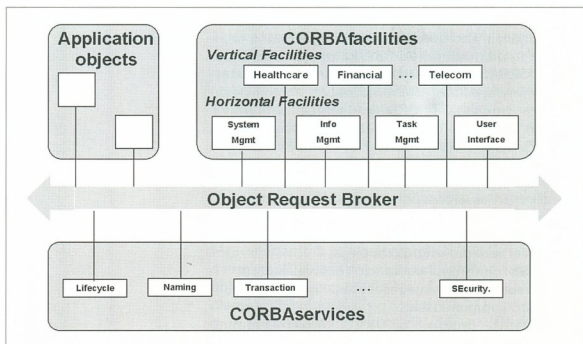 Application
objects
CORBAfacilities
Vertical Facilities
Healthcare
Financial
...
Telecom
Horizontal Facilities
System
Mgmt
Info
Mgmt
Task
Mgmt
User
Interface
Object Request Broker
Lifecycle
Naming
Transaction
...
SEcurity.
CORBAservices